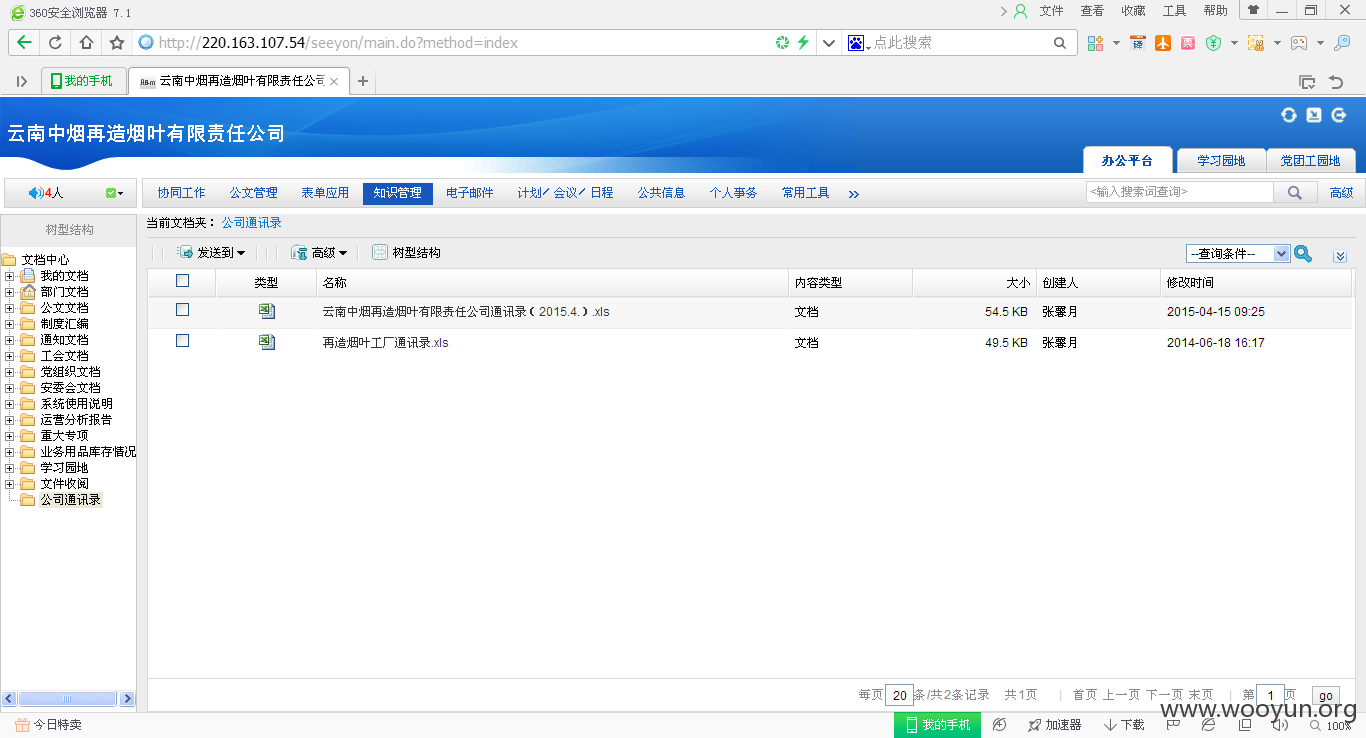 360安全浏览器 7.1
文件 查看 收藏 工具 帮助
http://220.163.107.54/seeyon/main.do?method=index
点此搜索
我的手机
云南中烟再造烟叶有限责任公司
云南中烟再造烟叶有限责任公司
办公平台 学习园地 党团工园地
4人
协同工作 公文管理 表单应用 知识管理 电子邮件 计划/会议/日程 公共信息 个人事务 常用工具 »
<输入搜索词查询>
高级
树型结构
当前文档夹： 公司通讯录
发送到 高级 树型结构
--查询条件--
文档中心
我的文档
部门文档
公文文档
制度汇编
通知文档
工会文档
党组织文档
安委会文档
系统使用说明
运营分析报告
重大专项
业务用品库存情况
学习园地
文件收阅
公司通讯录
类型 名称 内容类型 大小 创建人 修改时间
云南中烟再造烟叶有限责任公司通讯录（2015.4.）.xls 文档 54.5 KB 张馨月 2015-04-15 09:25
再造烟叶工厂通讯录.xls 文档 49.5 KB 张馨月 2014-06-18 16:17
每页 20 条/共2条记录 共1页 | 首页 上一页 下一页 末页 | 第 1 页 go
www.wooyun.org
今日特卖
我的手机
加速器
下载
100%